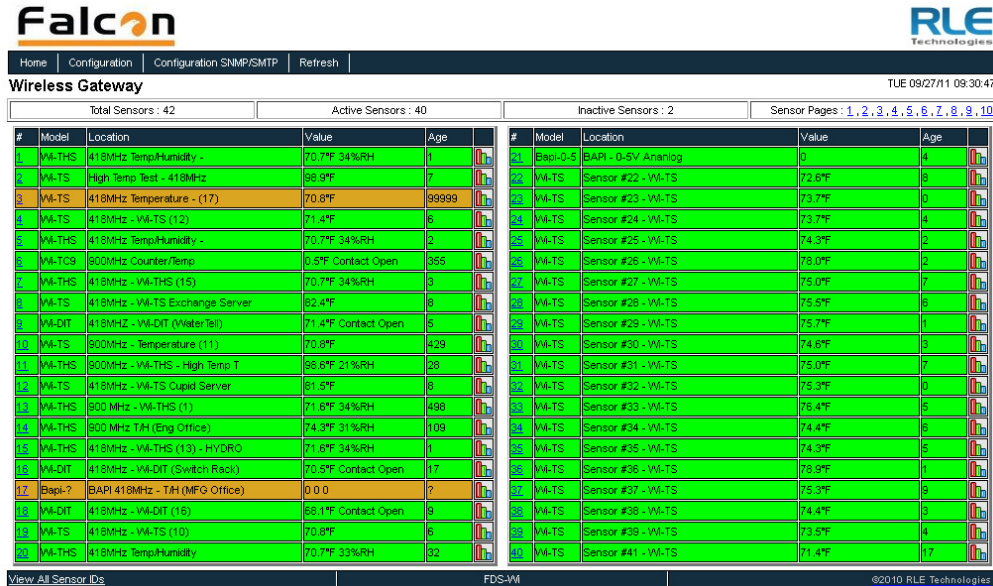 Falcon
RLE
Technologies
Home Configuration Configuration SNMP/SMTP Refresh
Wireless Gateway
TUE 09/27/11 09:30:47
Total Sensors : 42 Active Sensors : 40 Inactive Sensors : 2 Sensor Pages : 1 , 2 , 3 , 4 , 5 , 6 , 7 , 8 , 9 , 10
# Model Location Value Age
1 Wi-THS 418MHz Temp/Humidity - 70.7°F 34%RH 1
2 Wi-TS High Temp Test - 418MHz 98.9°F 7
3 Wi-TS 418MHz Temperature - (17) 70.8°F 99999
4 Wi-TS 418MHz - Wi-TS (12) 71.4°F 6
5 Wi-THS 418MHz Temp/Humidity - 70.7°F 34%RH 2
6 Wi-TC9 900MHz Counter/Temp 0.5°F Contact Open 355
7 Wi-THS 418MHz - Wi-THS (15) 70.7°F 34%RH 3
8 Wi-TS 418MHz - Wi-TS Exchange Server 82.4°F 8
9 Wi-DIT 418MHZ - Wi-DIT (WaterTell) 71.4°F Contact Open 5
10 Wi-TS 900MHz - Temperature (11) 70.8°F 429
11 Wi-THS 900MHz - Wi-THS - High Temp T 98.6°F 21%RH 28
12 Wi-TS 418MHz - Wi-TS Cupid Server 81.5°F 8
13 Wi-THS 900 MHz - Wi-THS (1) 71.6°F 34%RH 498
14 Wi-THS 900 MHz T/H (Eng Office) 74.3°F 31%RH 109
15 Wi-THS 418MHz - Wi-THS (13) - HYDRO 71.6°F 34%RH 1
16 Wi-DIT 418MHz - Wi-DIT (Switch Rack) 70.5°F Contact Open 17
17 Bapi-? BAPI 418MHz - T/H (MFG Office) 0 0 0 ?
18 Wi-DIT 418MHz - Wi-DIT (16) 68.1°F Contact Open 9
19 Wi-TS 418MHz - Wi-TS (10) 70.8°F 6
20 Wi-THS 418MHz Temp/Humidity 70.7°F 33%RH 32
# Model Location Value Age
21 Bapi-0-5 BAPI - 0-5V Ananlog 0 4
22 Wi-TS Sensor #22 - Wi-TS 72.6°F 8
23 Wi-TS Sensor #23 - Wi-TS 73.7°F 0
24 Wi-TS Sensor #24 - Wi-TS 73.7°F 4
25 Wi-TS Sensor #25 - Wi-TS 74.3°F 2
26 Wi-TS Sensor #26 - Wi-TS 78.0°F 2
27 Wi-TS Sensor #27 - Wi-TS 75.0°F 7
28 Wi-TS Sensor #28 - Wi-TS 75.5°F 6
29 Wi-TS Sensor #29 - Wi-TS 75.7°F 1
30 Wi-TS Sensor #30 - Wi-TS 74.6°F 3
31 Wi-TS Sensor #31 - Wi-TS 75.0°F 7
32 Wi-TS Sensor #32 - Wi-TS 75.3°F 0
33 Wi-TS Sensor #33 - Wi-TS 76.4°F 5
34 Wi-TS Sensor #34 - Wi-TS 74.4°F 6
35 Wi-TS Sensor #35 - Wi-TS 74.3°F 5
36 Wi-TS Sensor #36 - Wi-TS 78.9°F 1
37 Wi-TS Sensor #37 - Wi-TS 75.3°F 9
38 Wi-TS Sensor #38 - Wi-TS 74.4°F 3
39 Wi-TS Sensor #39 - Wi-TS 73.5°F 4
40 Wi-TS Sensor #41 - Wi-TS 71.4°F 17
View All Sensor IDs FDS-Wi ©2010 RLE Technologies